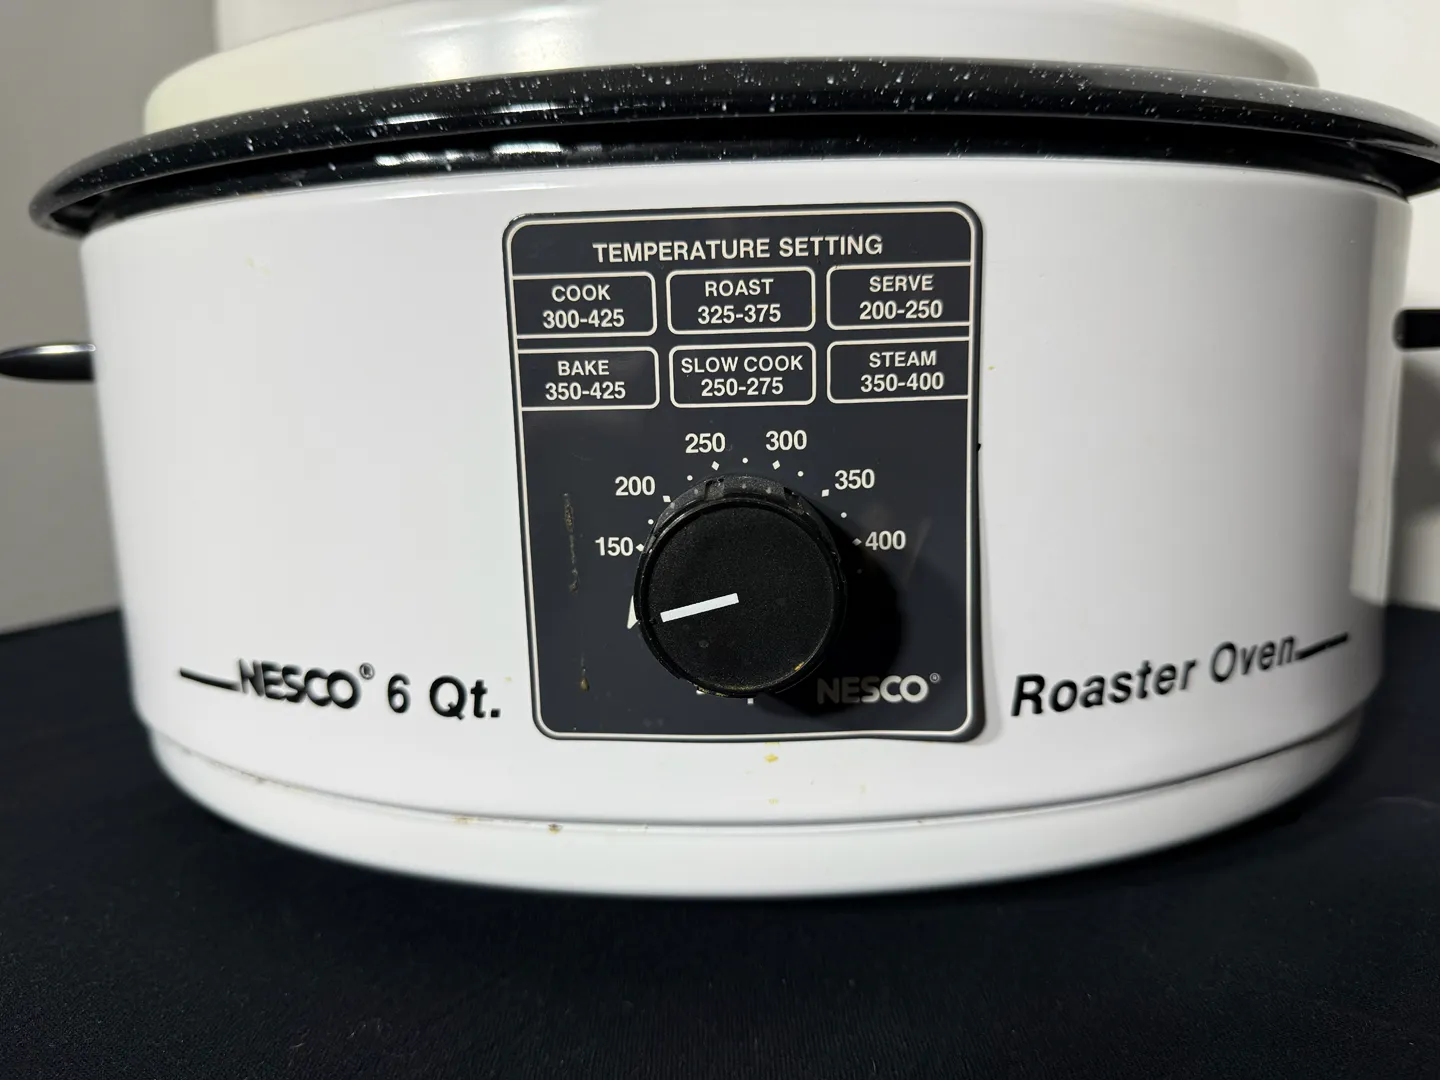 TEMPERATURE SETTING
COOK
300-425
ROAST
325-375
SERVE
200-250
BAKE
350-425
SLOW COOK
250-275
STEAM
350-400
250 300
200 350
150 400
NESCO® 6 Qt.
NESCO®
Roaster Oven